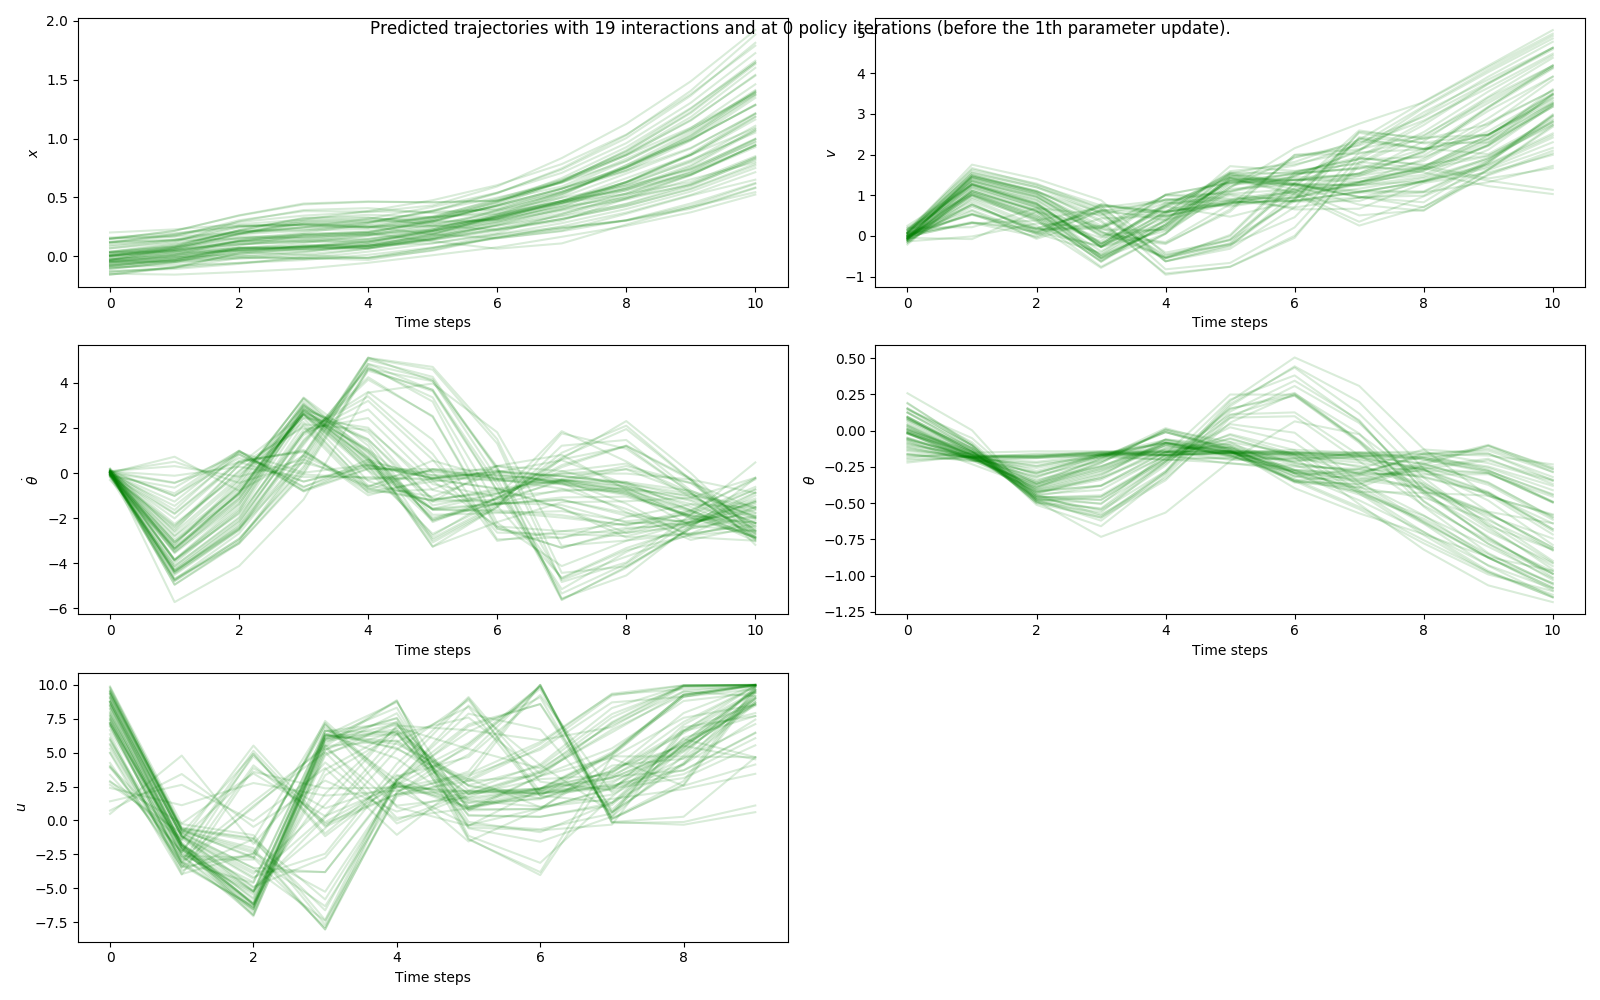 Predicted trajectories with 19 interactions and at 0 policy iterations (before the 1th parameter update).
2.0
1.5
1.0
0.5
0.0
x
0 2 4 6 8 10
Time steps
5
4
3
2
1
0
−1
v
0 2 4 6 8 10
Time steps
4
2
0
−2
−4
−6
θ̇
0 2 4 6 8 10
Time steps
0.50
0.25
0.00
−0.25
−0.50
−0.75
−1.00
−1.25
θ
0 2 4 6 8 10
Time steps
10.0
7.5
5.0
2.5
0.0
−2.5
−5.0
−7.5
u
0 2 4 6 8
Time steps